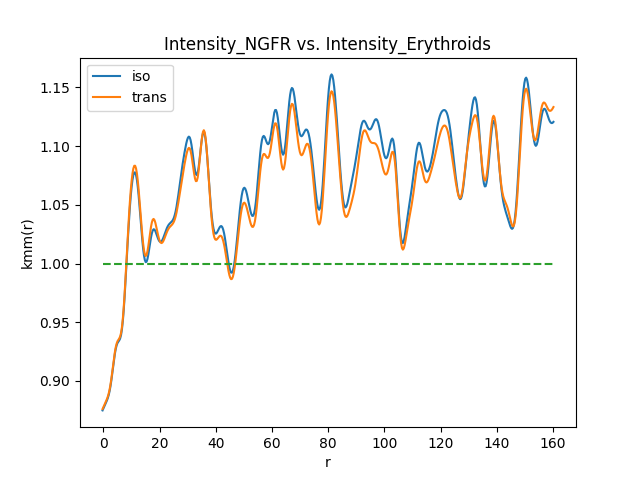 Intensity_NGFR vs. Intensity_Erythroids
iso
trans
1.15
1.10
1.05
1.00
0.95
0.90
kmm(r)
0 20 40 60 80 100 120 140 160
r